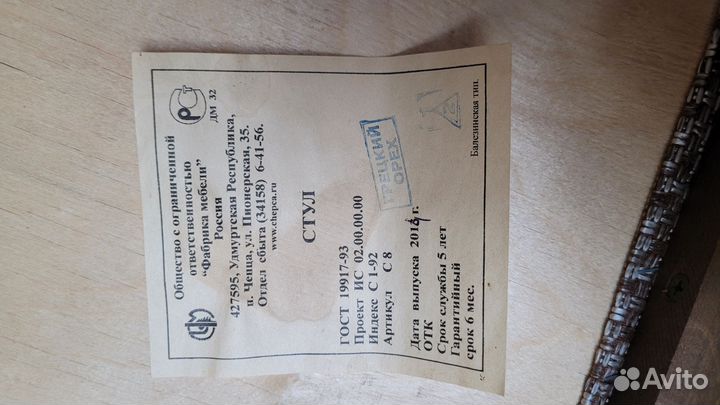 Общество с ограниченной
ответственностью
“Фабрика мебели”
Россия
РСТ
ДМ 32
427595, Удмуртская Республика,
п. Чепца, ул. Пионерская, 35.
Отдел сбыта (34158) 6-41-56.
www.chepca.ru
СТУЛ
ГОСТ 19917-93
Проект ИС 02.00.00.00
Индекс С 1-92
Артикул С 8
ГРЕЦКИЙ
ОРЕХ
Дата выпуска 2014 г.
ОТК
Срок службы 5 лет
Гарантийный
срок 6 мес.
Балезинская тип.
Avito